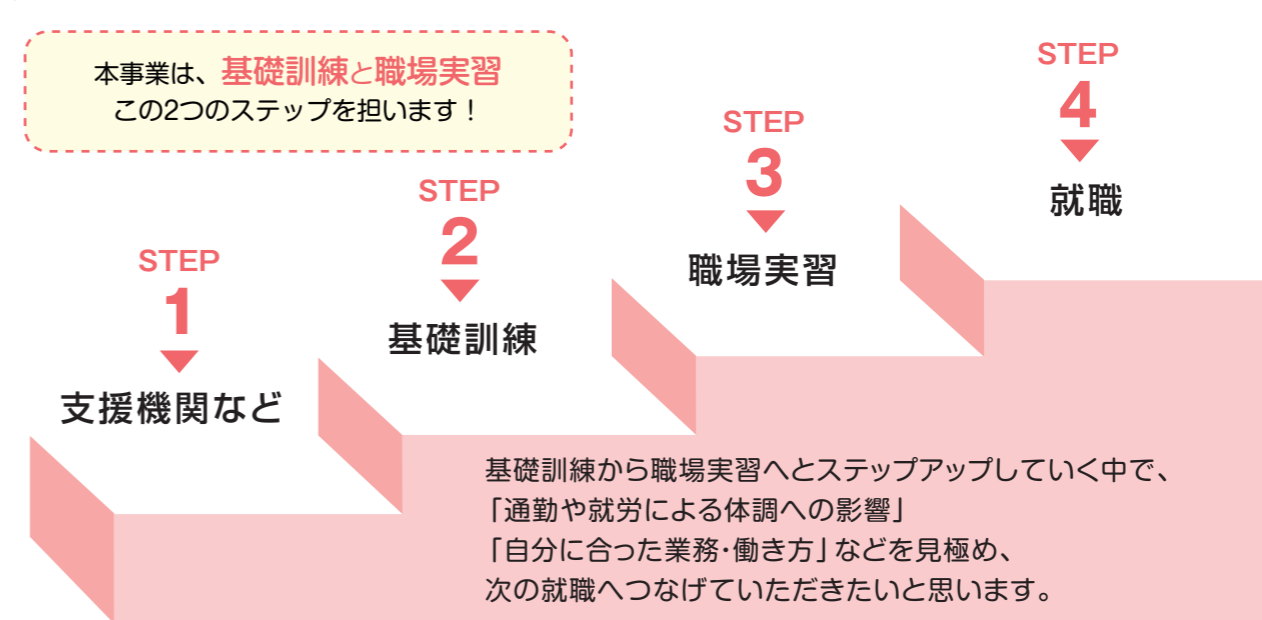 本事業は、基礎訓練と職場実習
この2つのステップを担います！
STEP
1
支援機関など
STEP
2
基礎訓練
STEP
3
職場実習
STEP
4
就職
基礎訓練から職場実習へとステップアップしていく中で、
「通勤や就労による体調への影響」
「自分に合った業務・働き方」などを見極め、
次の就職へつなげていただきたいと思います。